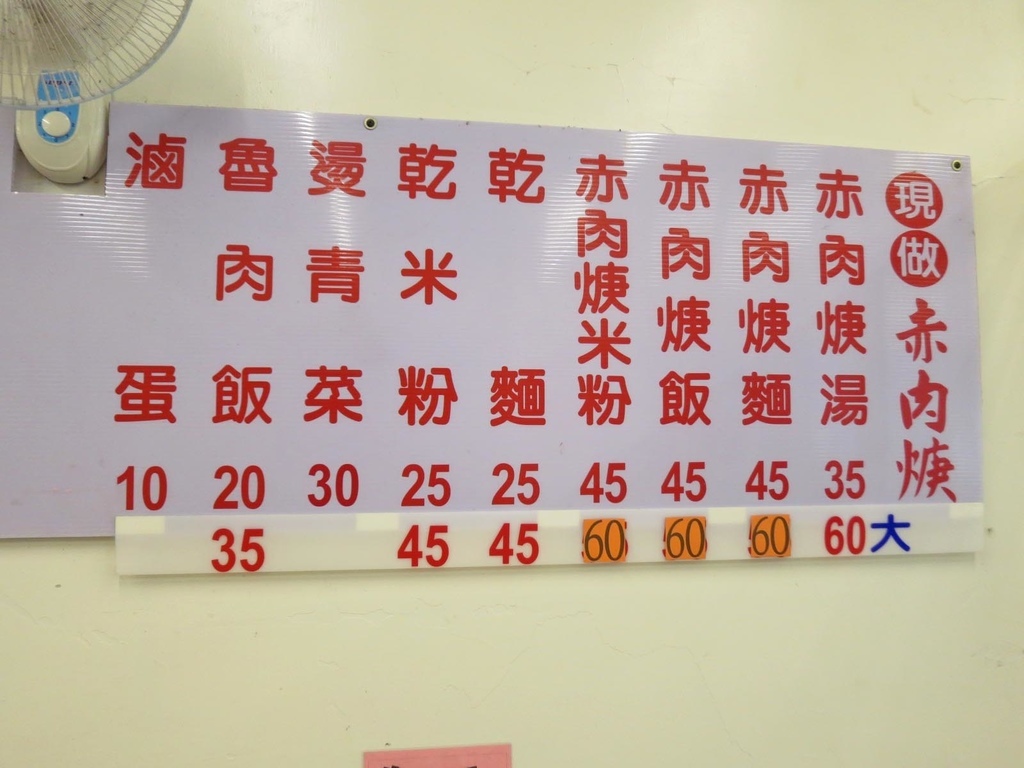 現做赤肉焿
赤肉焿湯 35 60大
赤肉焿麵 45 60
赤肉焿飯 45 60
赤肉焿米粉 45 60
乾麵 25 45
乾米粉 25 45
燙青菜 30
魯肉飯 20 35
滷蛋 10